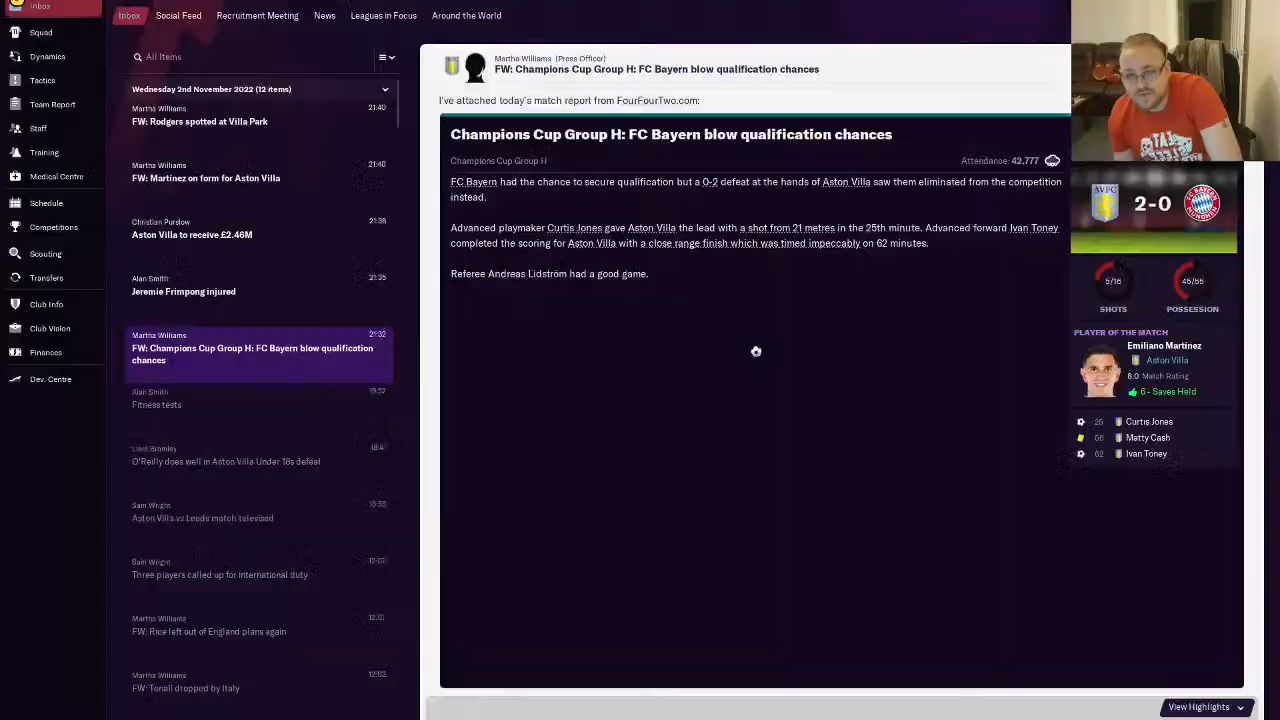 Inbox
Squad
Dynamics
Tactics
Team Report
Staff
Training
Medical Centre
Schedule
Competitions
Scouting
Transfers
Club Info
Club Vision
Finances
Dev. Centre
Inbox
Social Feed
Recruitment Meeting
News
Leagues in Focus
Around the World
All Items
Wednesday 2nd November 2022 (12 items)
Martha Williams 21:40
FW: Rodgers spotted at Villa Park
Martha Williams 21:40
FW: Martínez on form for Aston Villa
Christian Purslow 21:38
Aston Villa to receive £2.46M
Alan Smith 21:35
Jeremie Frimpong injured
Martha Williams 21:32
FW: Champions Cup Group H: FC Bayern blow qualification
chances
Alan Smith
Fitness tests
O'Reilly does well in Aston Villa Under 18s defeat
Sam Wright
Aston Villa vs Leeds match televised
Sam Wright
Three players called up for international duty
Martha Williams
FW: Rice left out of England plans again
Martha Williams 12:02
FW: Tonali dropped by Italy
Martha Williams (Press Officer)
FW: Champions Cup Group H: FC Bayern blow qualification chances
I've attached today's match report from FourFourTwo.com:
Champions Cup Group H: FC Bayern blow qualification chances
Champions Cup Group H
Attendance: 42,777
FC Bayern had the chance to secure qualification but a 0-2 defeat at the hands of Aston Villa saw them eliminated from the competition
instead.
Advanced playmaker Curtis Jones gave Aston Villa the lead with a shot from 21 metres in the 25th minute. Advanced forward Ivan Toney
completed the scoring for Aston Villa with a close range finish which was timed impeccably on 62 minutes.
Referee Andreas Lidström had a good game.
AVFC
2-0
5/16
45/55
SHOTS
POSSESSION
PLAYER OF THE MATCH
Emiliano Martínez
Aston Villa
8.0 Match Rating
6 - Saves Held
Curtis Jones
Matty Cash
62 Ivan Toney
View Highlights